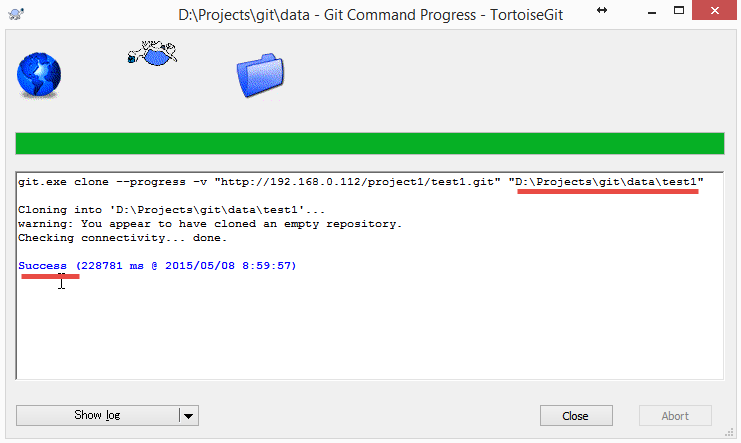 D:\Projects\git\data - Git Command Progress - TortoiseGit
git.exe clone --progress -v "http://192.168.0.112/project1/test1.git" "D:\Projects\git\data\test1"
Cloning into 'D:\Projects\git\data\test1'...
warning: You appear to have cloned an empty repository.
Checking connectivity... done.
Success (228781 ms @ 2015/05/08 8:59:57)
Show log
Close
Abort